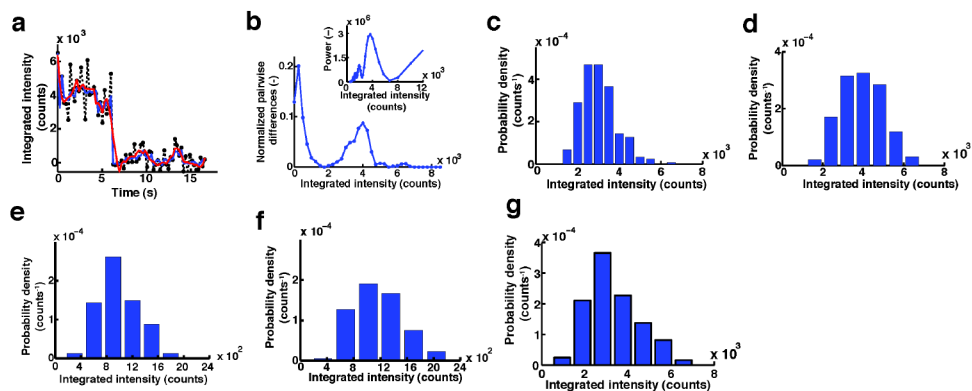 a
x 10³
Integrated intensity
(counts)
6
4
2
0
0
5
10
15
Time (s)
b
Normalized pairwise
differences (-)
0.2
0.1
0
0
2
4
6
8
x 10³
Integrated intensity (counts)
x 10⁶
Power (-)
3
2
1
0
0
3
6
9
12
x 10³
Integrated intensity
(counts)
c
x 10⁻⁴
Probability density
(counts⁻¹)
4
2
0
0
2
4
6
8
x 10³
Integrated intensity (counts)
d
x 10⁻⁴
Probability density
(counts⁻¹)
4
2
0
0
2
4
6
8
x 10³
Integrated intensity (counts)
e
x 10⁻⁴
Probability density
(counts⁻¹)
2
1
0
0
4
8
12
16
20
24
x 10²
Integrated intensity (counts)
f
x 10⁻⁴
Probability density
(counts⁻¹)
2
1
0
0
4
8
12
16
20
24
x 10²
Integrated intensity (counts)
g
x 10⁻⁴
Probability density
(counts⁻¹)
4
3
2
1
0
0
2
4
6
8
x 10³
Integrated intensity (counts)